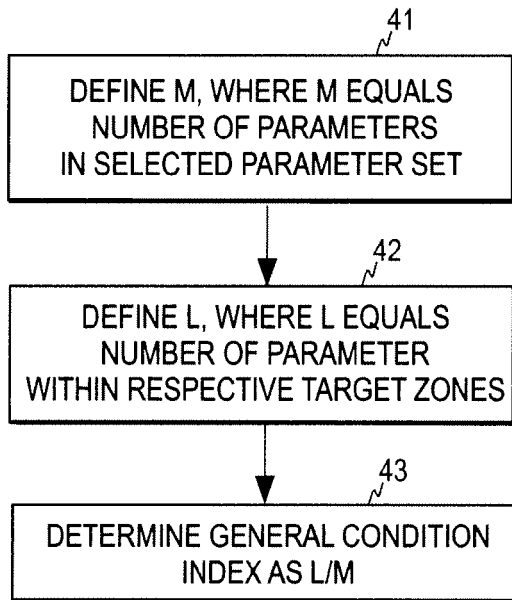 41
DEFINE M, WHERE M EQUALS
NUMBER OF PARAMETERS
IN SELECTED PARAMETER SET
42
DEFINE L, WHERE L EQUALS
NUMBER OF PARAMETER
WITHIN RESPECTIVE TARGET ZONES
43
DETERMINE GENERAL CONDITION
INDEX AS L/M